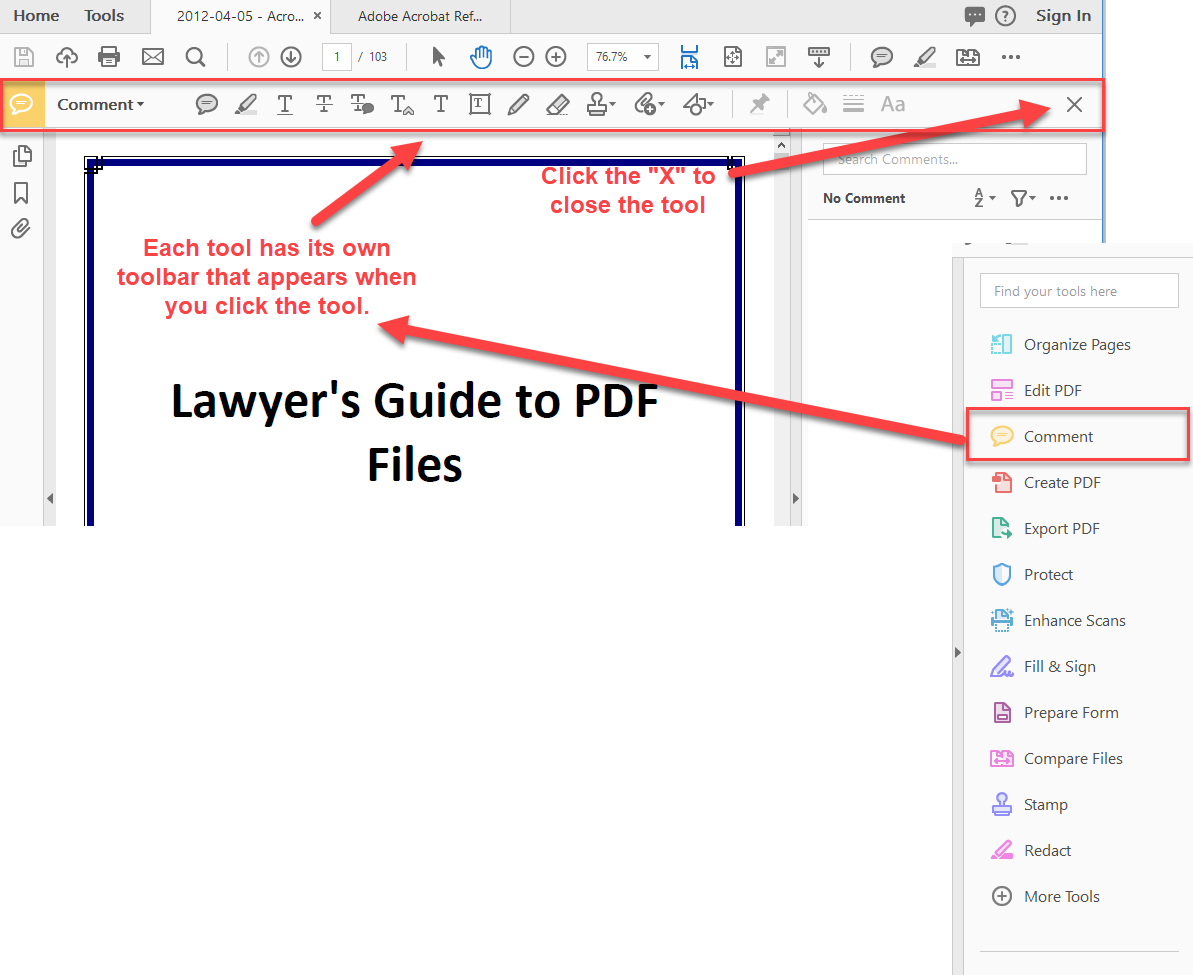 Home Tools 2012-04-05 - Acro... × Adobe Acrobat Ref... ? Sign In
1 / 103 76.7%
Comment T T T T T T Aa
Search Comments...
Click the "X" to
close the tool
No Comment A Z
Each tool has its own
toolbar that appears when
you click the tool.
Lawyer's Guide to PDF
Files
Find your tools here
Organize Pages
Edit PDF
Comment
Create PDF
Export PDF
Protect
Enhance Scans
Fill & Sign
Prepare Form
Compare Files
Stamp
Redact
More Tools